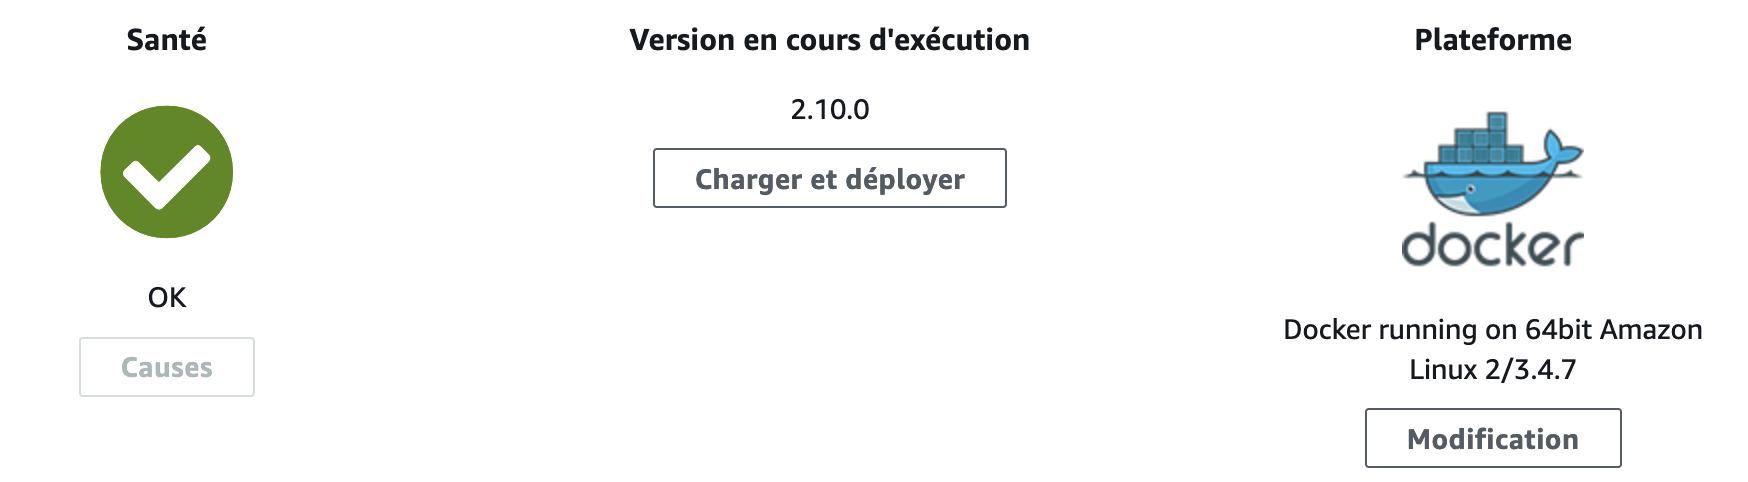 Santé
OK
Causes
Version en cours d'exécution
2.10.0
Charger et déployer
Plateforme
docker
Docker running on 64bit Amazon
Linux 2/3.4.7
Modification